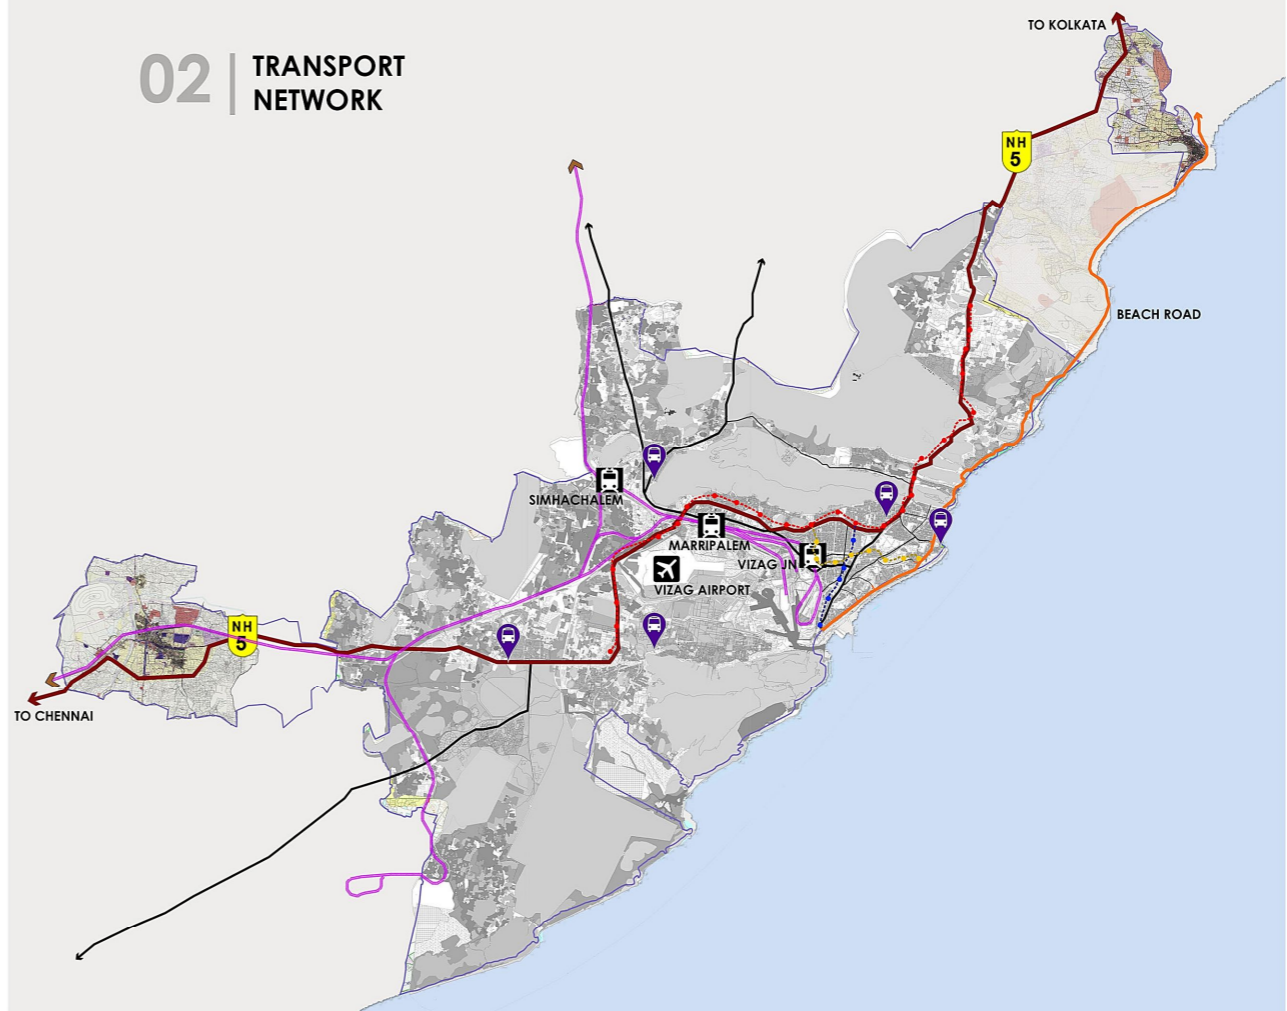 02
TRANSPORT
NETWORK
TO KOLKATA
NH
5
BEACH ROAD
SIMHACHALEM
MARRIPALEM
VIZAG JN
VIZAG AIRPORT
NH
5
TO CHENNAI